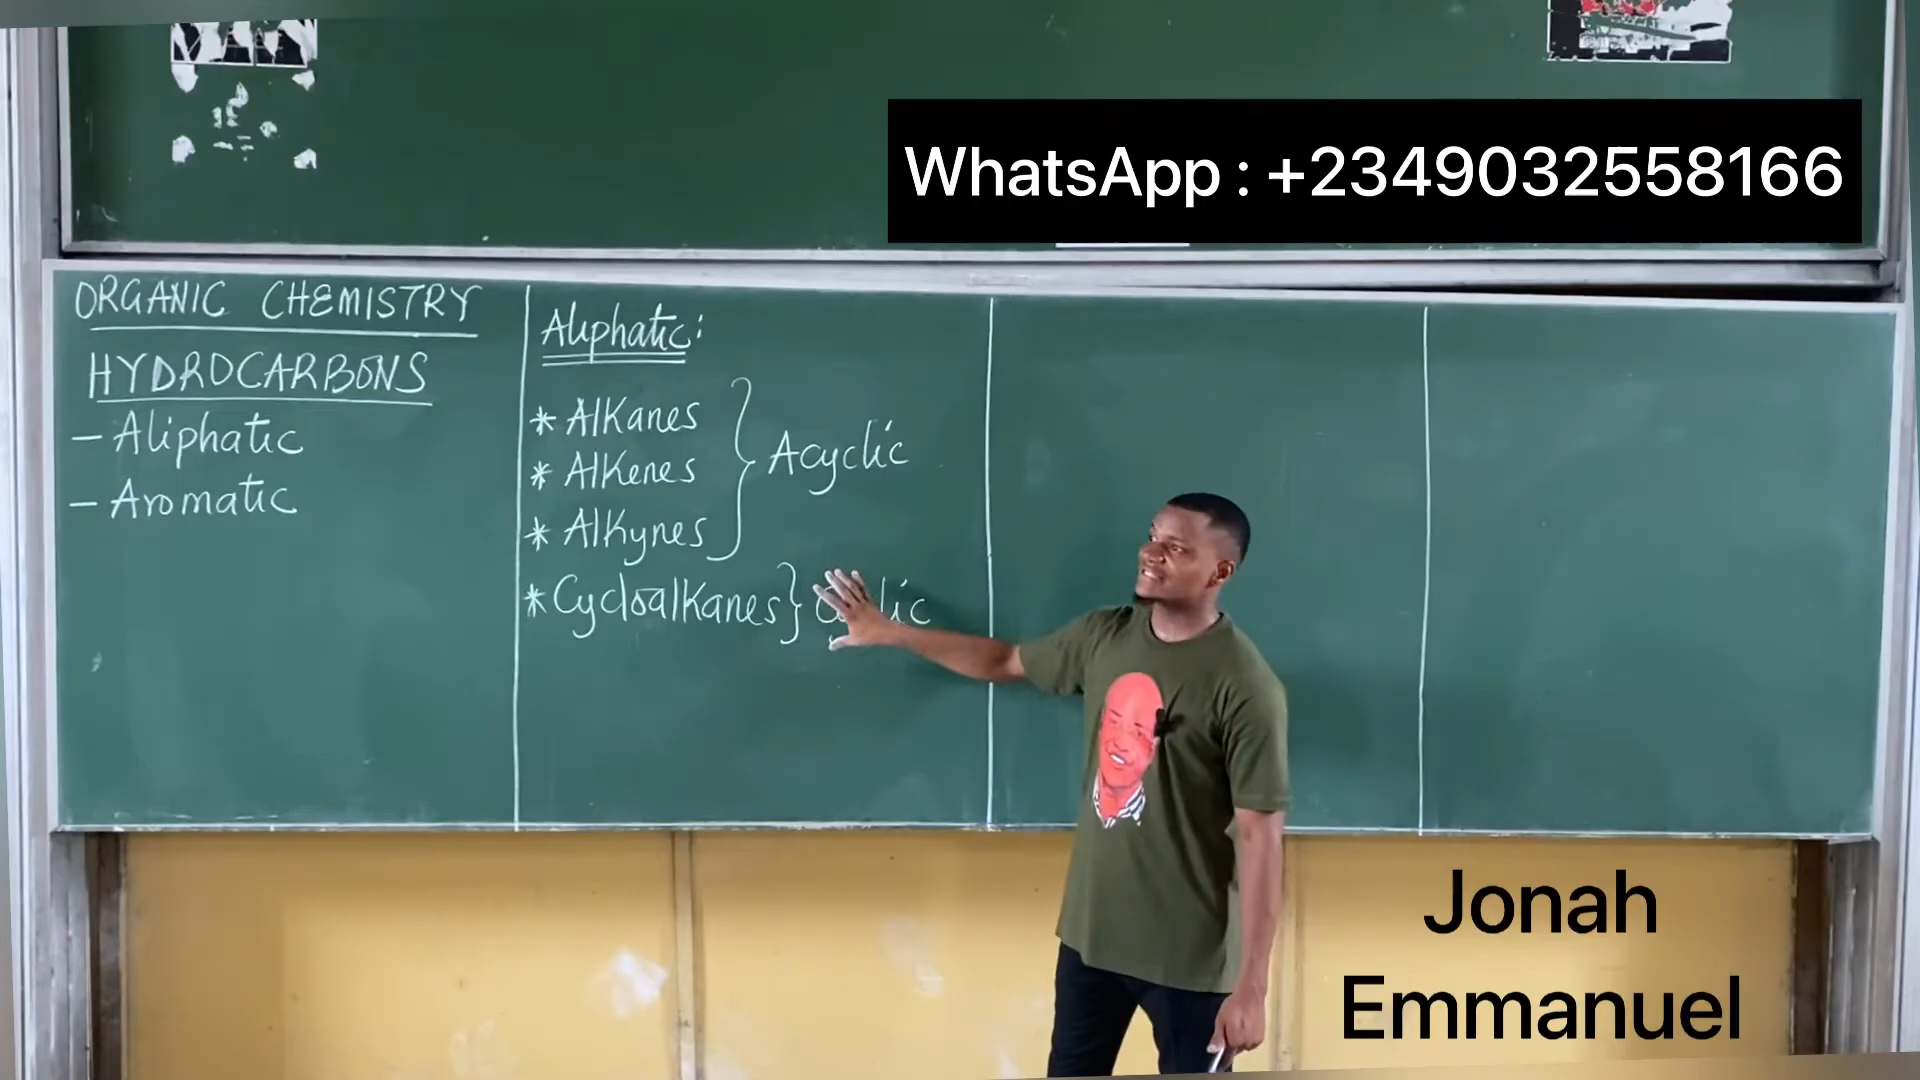 WhatsApp : +2349032558166
ORGANIC CHEMISTRY
HYDROCARBONS
- Aliphatic
- Aromatic
Aliphatic:
* Alkanes
* Alkenes
* Alkynes
} Acyclic
* Cycloalkanes }
Jonah
Emmanuel